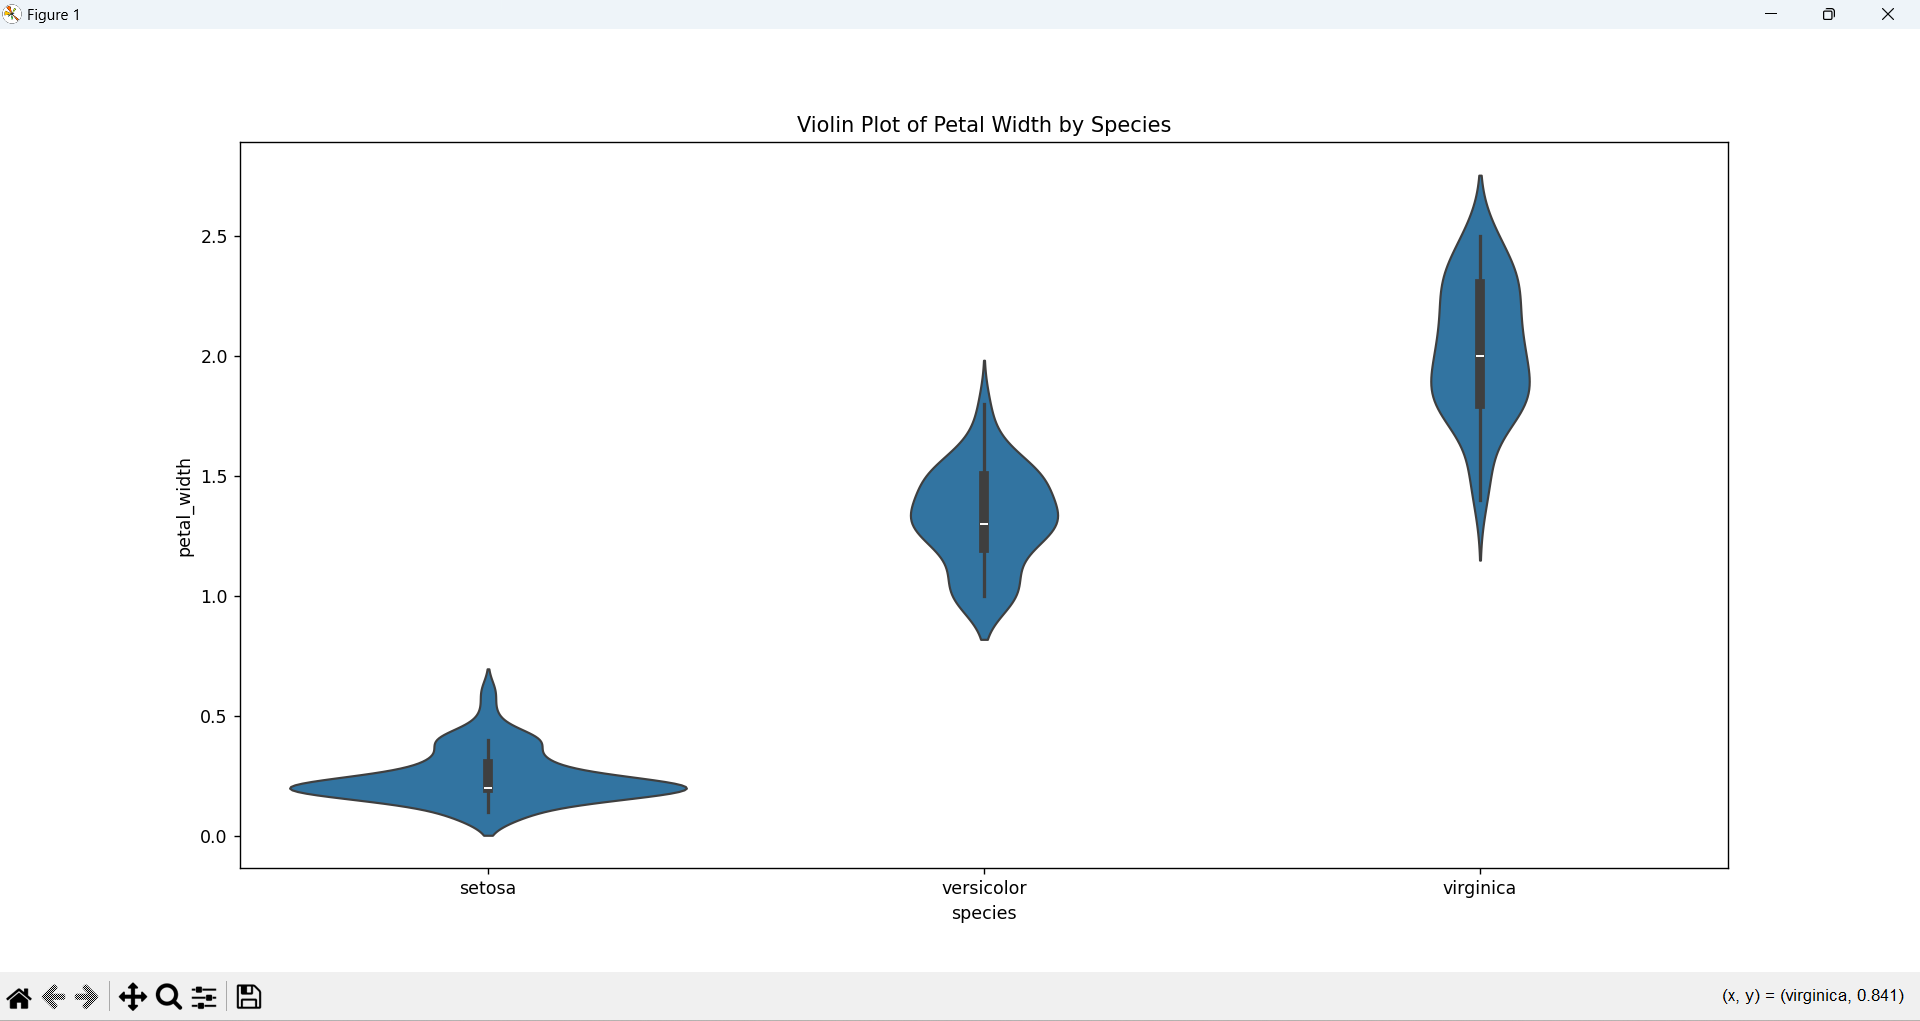 Figure 1
Violin Plot of Petal Width by Species
2.5
2.0
1.5
1.0
0.5
0.0
petal_width
setosa
versicolor
virginica
species
(x, y) = (virginica, 0.841)